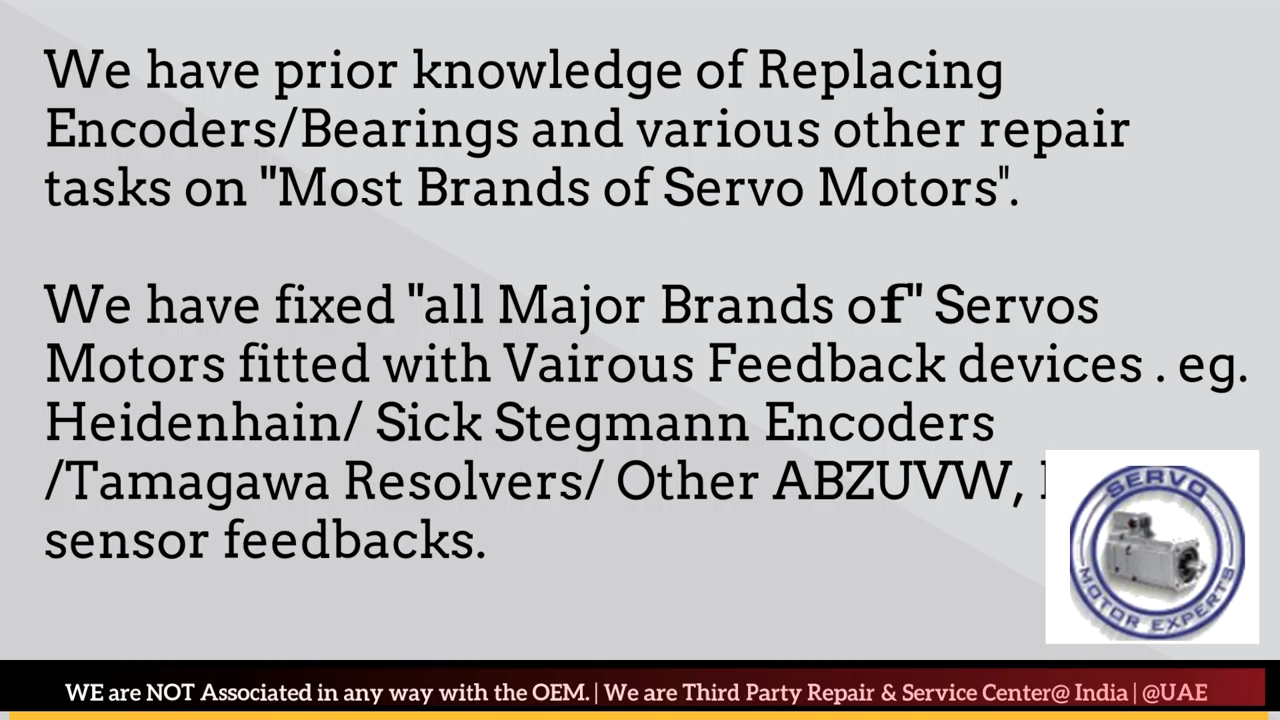 We have prior knowledge of Replacing
Encoders/Bearings and various other repair
tasks on "Most Brands of Servo Motors".
We have fixed "all Major Brands of" Servos
Motors fitted with Vairous Feedback devices . eg.
Heidenhain/ Sick Stegmann Encoders
/Tamagawa Resolvers/ Other ABZUVW,
sensor feedbacks.
SERVO
MOTOR EXPERTS
WE are NOT Associated in any way with the OEM. | We are Third Party Repair & Service Center@ India | @UAE